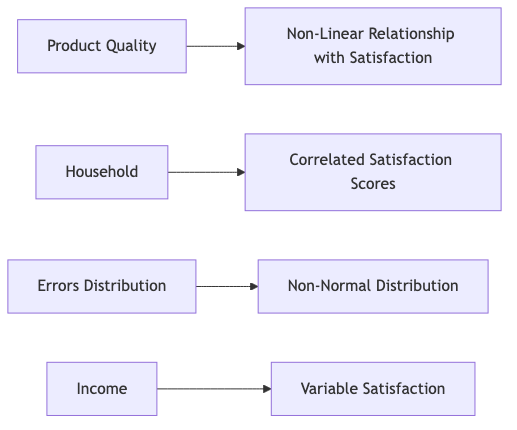 Product Quality
Non-Linear Relationship
with Satisfaction
Household
Correlated Satisfaction
Scores
Errors Distribution
Non-Normal Distribution
Income
Variable Satisfaction